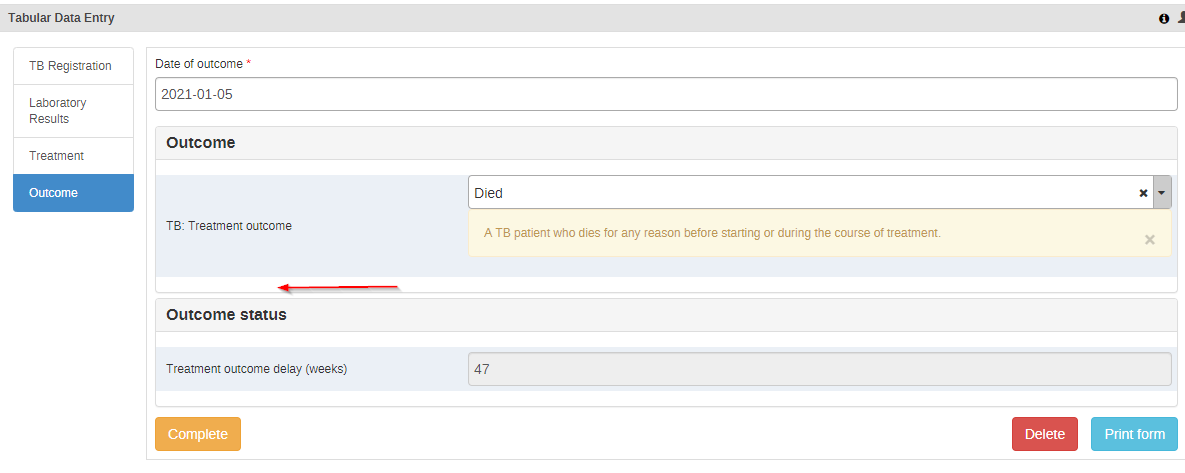 Tabular Data Entry
TB Registration
Laboratory
Results
Treatment
Outcome
Date of outcome *
2021-01-05
Outcome
TB: Treatment outcome
Died
A TB patient who dies for any reason before starting or during the course of treatment.
Outcome status
Treatment outcome delay (weeks)
47
Complete
Delete
Print form